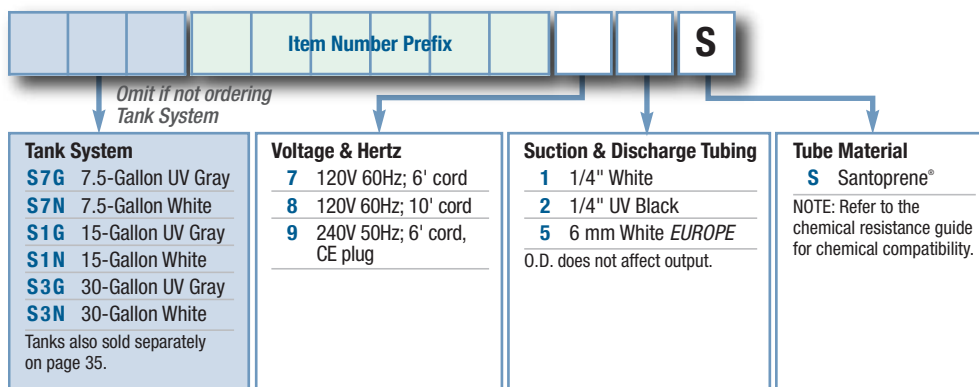 Item Number Prefix
S
Omit if not ordering
Tank System
Tank System
S7G 7.5-Gallon UV Gray
S7N 7.5-Gallon White
S1G 15-Gallon UV Gray
S1N 15-Gallon White
S3G 30-Gallon UV Gray
S3N 30-Gallon White
Tanks also sold separately
on page 35.
Voltage & Hertz
7 120V 60Hz; 6' cord
8 120V 60Hz; 10' cord
9 240V 50Hz; 6' cord,
CE plug
Suction & Discharge Tubing
1 1/4" White
2 1/4" UV Black
5 6 mm White EUROPE
O.D. does not affect output.
Tube Material
S Santoprene®
NOTE: Refer to the
chemical resistance guide
for chemical compatibility.